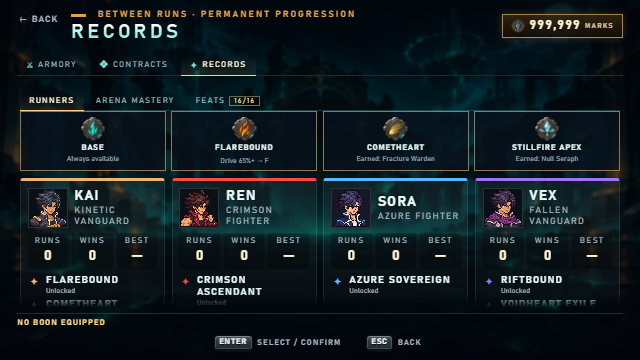 ← BACK
BETWEEN RUNS · PERMANENT PROGRESSION
RECORDS
999,999 MARKS
ARMORY
CONTRACTS
RECORDS
RUNNERS
ARENA MASTERY
FEATS 16/16
BASE
Always available
FLAREBOUND
Drive 65%+ → F
COMETHEART
Earned: Fracture Warden
STILLFIRE APEX
Earned: Null Seraph
KAI
KINETIC
VANGUARD
RUNS WINS BEST
0 0 —
FLAREBOUND
Unlocked
COMETHEART
REN
CRIMSON
FIGHTER
RUNS WINS BEST
0 0 —
CRIMSON
ASCENDANT
Unlocked
SORA
AZURE FIGHTER
RUNS WINS BEST
0 0 —
AZURE SOVEREIGN
Unlocked
VEX
FALLEN
VANGUARD
RUNS WINS BEST
0 0 —
RIFTBOUND
Unlocked
VOIDHEART EXILE
NO BOON EQUIPPED
ENTER SELECT / CONFIRM
ESC BACK